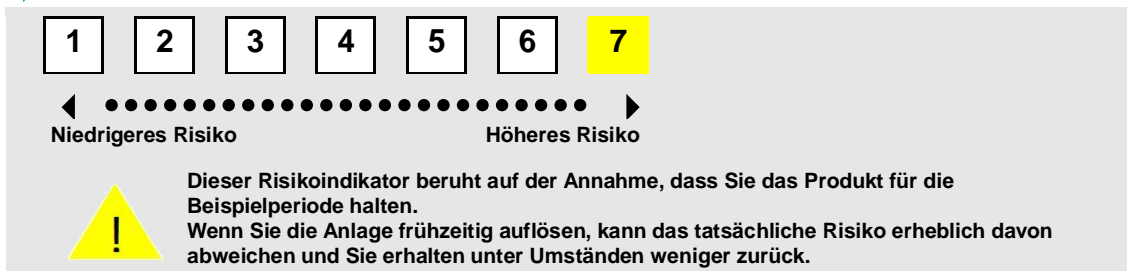 1 2 3 4 5 6 7
Niedrigeres Risiko Höheres Risiko
Dieser Risikoindikator beruht auf der Annahme, dass Sie das Produkt für die
Beispielperiode halten.
!
Wenn Sie die Anlage frühzeitig auflösen, kann das tatsächliche Risiko erheblich davon
abweichen und Sie erhalten unter Umständen weniger zurück.